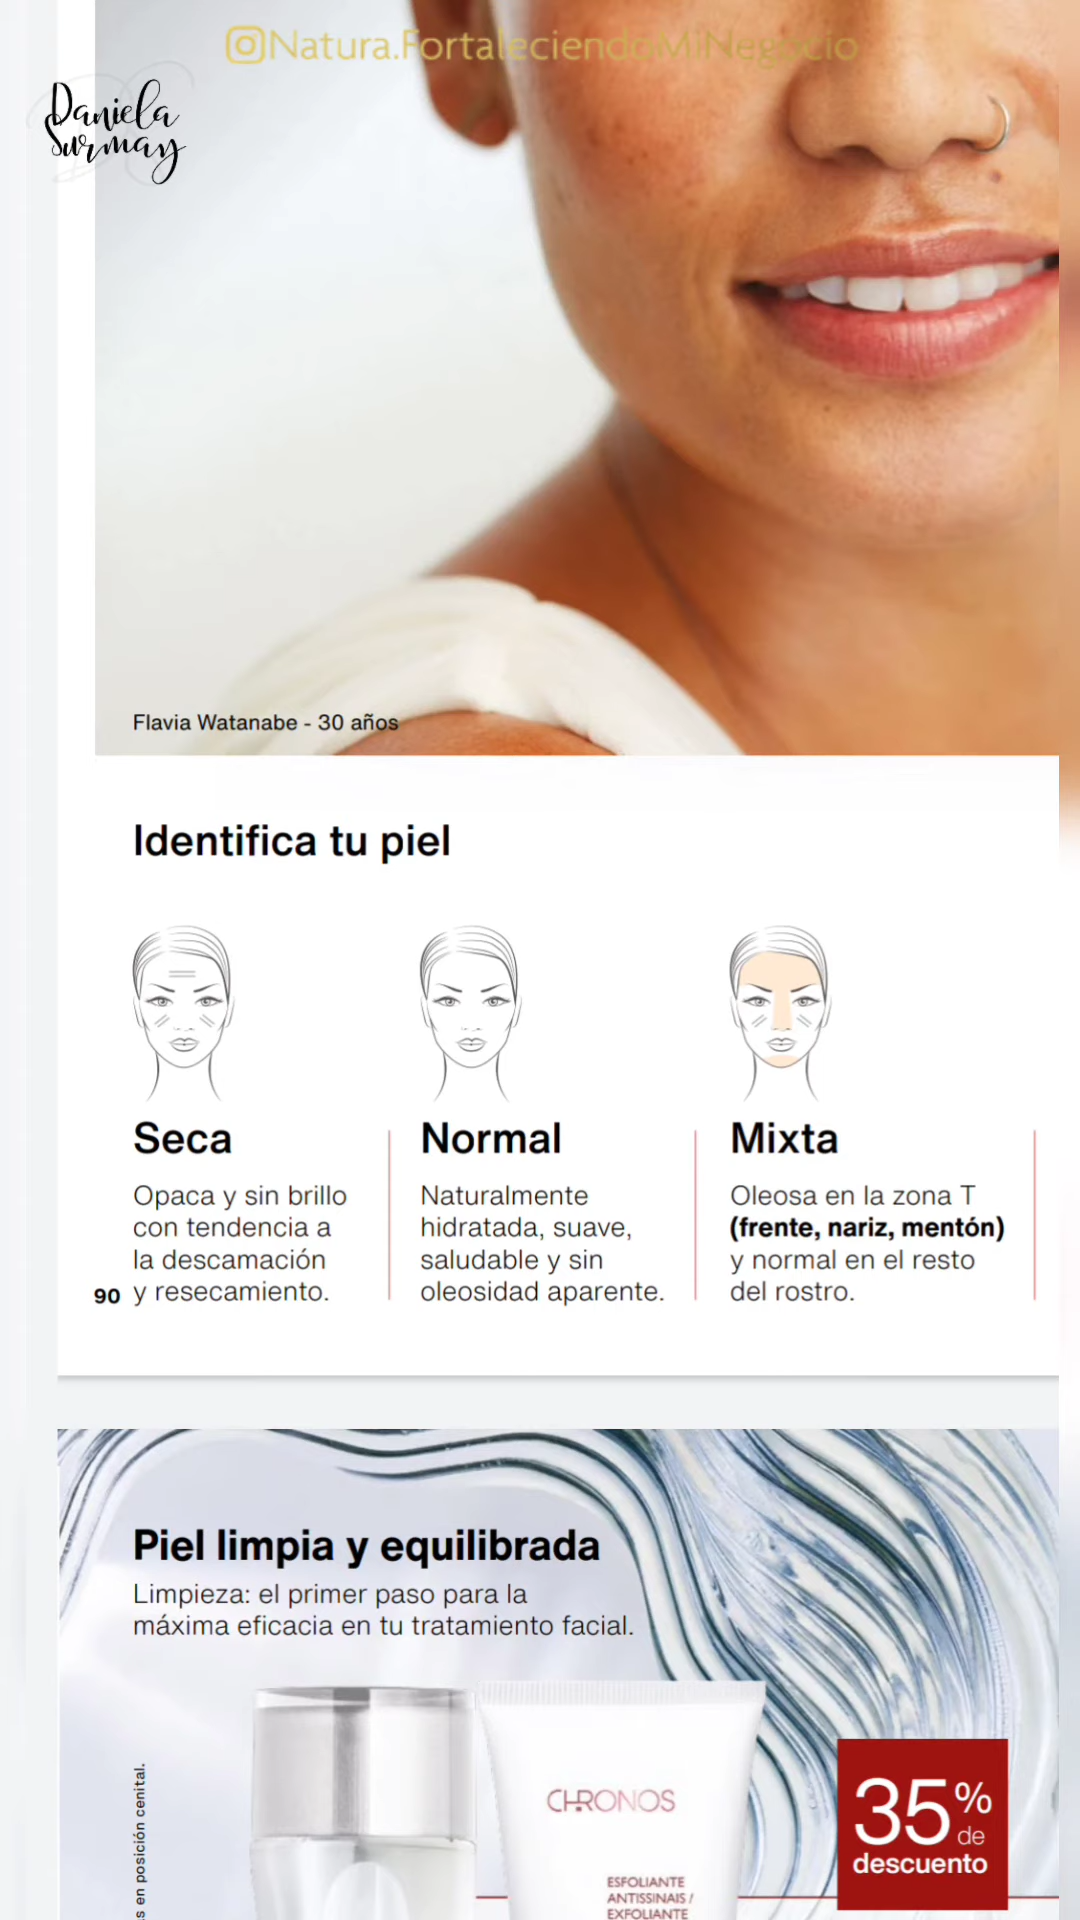 Natura.FortaleciendoMiNegocio
Daniela
Surmay
Flavia Watanabe - 30 años
Identifica tu piel
Seca
Opaca y sin brillo
con tendencia a
la descamación
y resecamiento.
Normal
Naturalmente
hidratada, suave,
saludable y sin
oleosidad aparente.
Mixta
Oleosa en la zona T
(frente, nariz, mentón)
y normal en el resto
del rostro.
90
Piel limpia y equilibrada
Limpieza: el primer paso para la
máxima eficacia en tu tratamiento facial.
en posición cenital.
CHRONOS
ESFOLIANTE
ANTISSINAIS /
EXFOLIANTE
35%
de
descuento